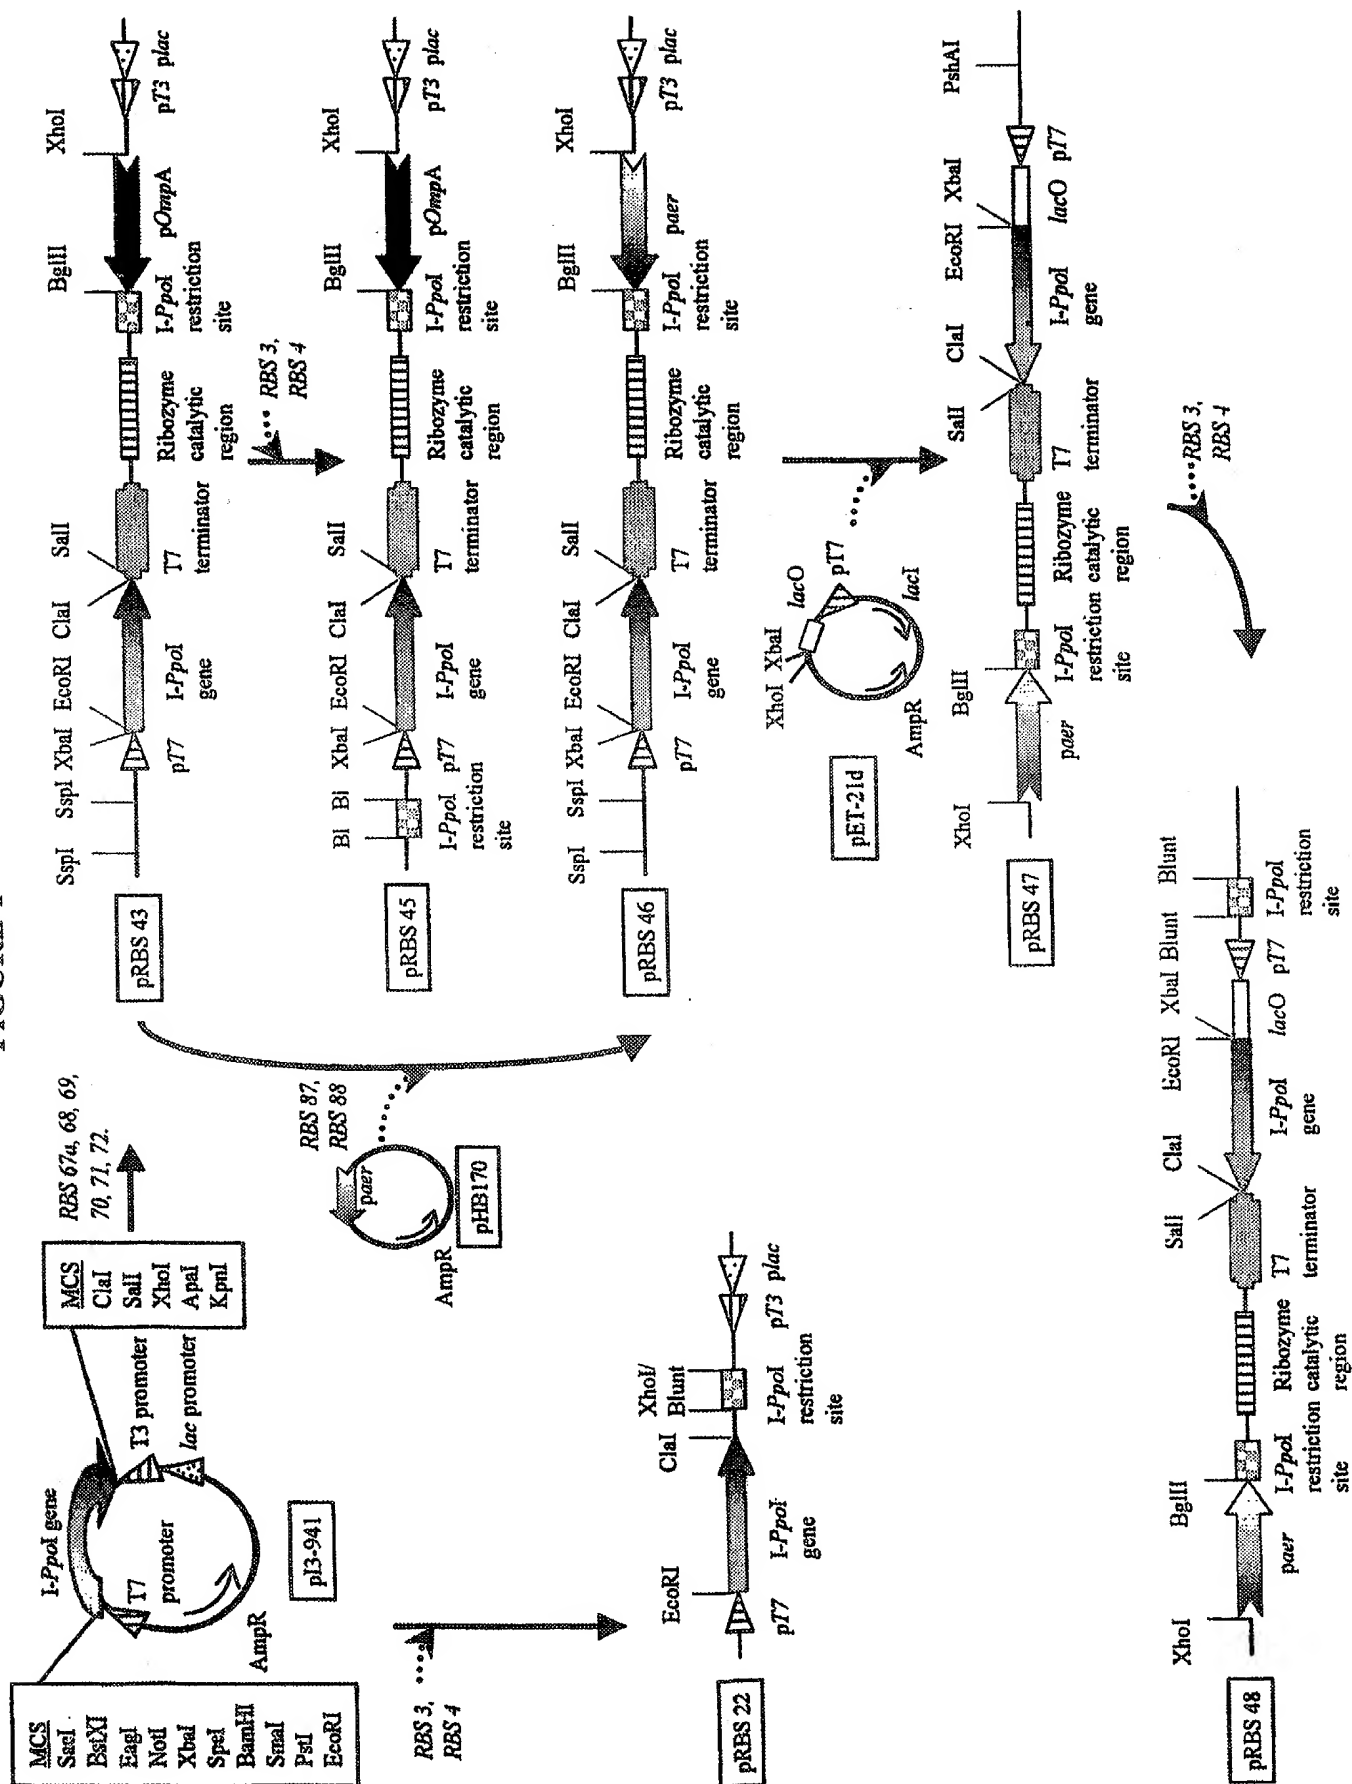 MCS
SacI
BstXI
EagI
NotI
XbaI
SpeI
BamHI
SmaI
PstI
EcoRI
I-PpoI gene
T7
promoter
T3 promoter
lac promoter
AmpR
pI3-941
MCS
ClaI
SalI
XhoI
ApaI
KpnI
RBS 67a, 68, 69,
70, 71, 72.
RBS 3,
RBS 4
pRBS 22
EcoRI
ClaI
XhoI/
Blunt
pT7
I-PpoI
gene
I-PpoI
restriction
site
pT3
plac
paer
AmpR
pHB170
RBS 87,
RBS 88
pRBS 43
SspI
SspI
XbaI
EcoRI
ClaI
SalI
BglII
XhoI
pT7
I-PpoI
gene
T7
terminator
Ribozyme
catalytic
region
I-PpoI
restriction
site
pOmpA
pT3
plac
RBS 3,
RBS 4
pRBS 45
Bl
Bl
XbaI
EcoRI
ClaI
SalI
BglII
XhoI
I-PpoI
restriction
site
pT7
I-PpoI
gene
T7
terminator
Ribozyme
catalytic
region
I-PpoI
restriction
site
pOmpA
pT3
plac
pRBS 46
SspI
SspI
XbaI
EcoRI
ClaI
SalI
BglII
XhoI
pT7
I-PpoI
gene
T7
terminator
Ribozyme
catalytic
region
I-PpoI
restriction
site
paer
pT3
plac
XhoI
XbaI
lacO
pT7
lacI
AmpR
pET-21d
pRBS 47
XhoI
BglII
SalI
ClaI
EcoRI
XbaI
PshAI
paer
I-PpoI
restriction
site
Ribozyme
catalytic
region
T7
terminator
I-PpoI
gene
lacO
pT7
RBS 3,
RBS 4
pRBS 48
XhoI
BglII
SalI
ClaI
EcoRI
XbaI
Blunt
Blunt
paer
I-PpoI
restriction
site
Ribozyme
catalytic
region
T7
terminator
I-PpoI
gene
lacO
pT7
I-PpoI
restriction
site